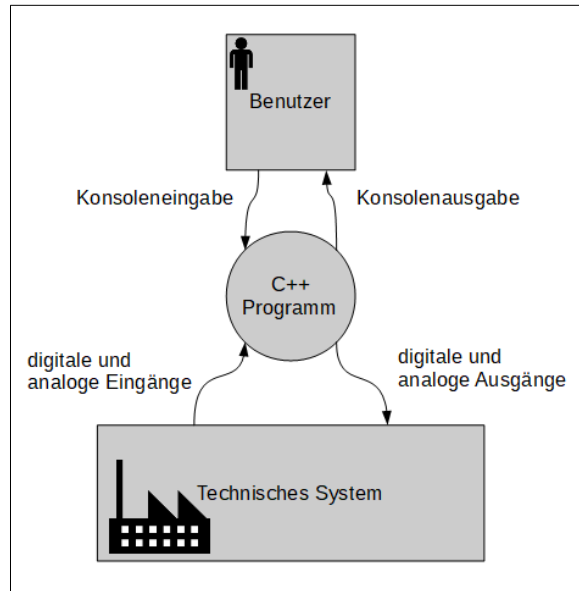 Benutzer
Konsoleneingabe
Konsolenausgabe
C++
Programm
digitale und
analoge Eingänge
digitale und
analoge Ausgänge
Technisches System